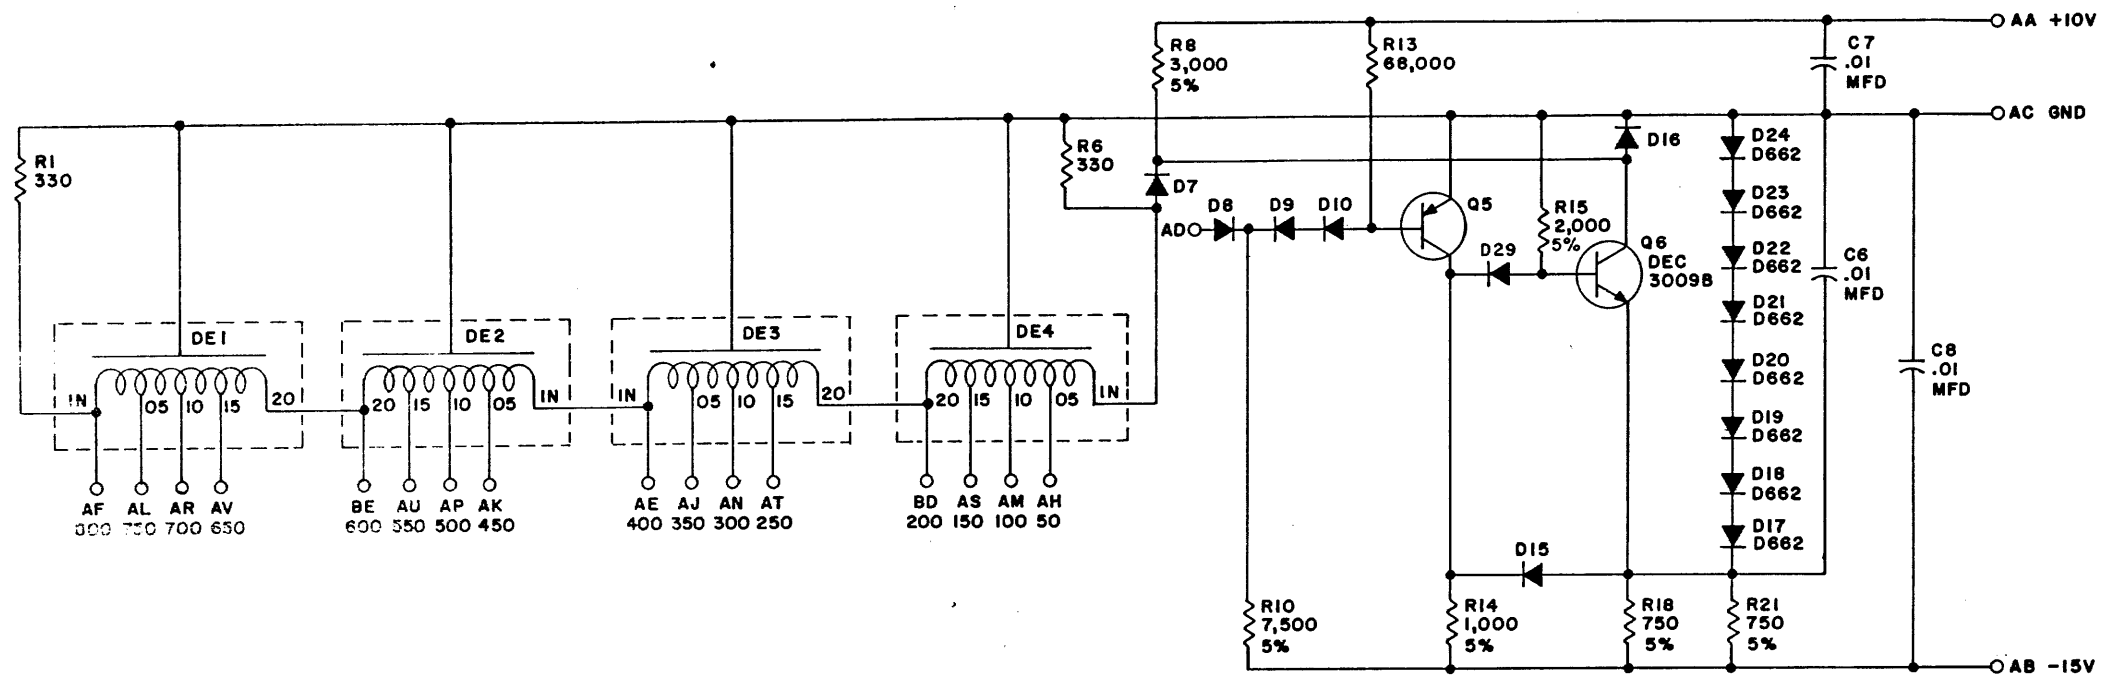 AA +10V
R8
3,000
5%
R13
68,000
C7
.01
MFD
AC GND
R1
330
R6
330
D7
D16
D24
D662
D23
D662
D22
D662
D21
D662
D20
D662
D19
D662
D18
D662
D17
D662
AD
D8
D9
D10
Q5
R15
2,000
5%
D29
Q6
DEC
3009B
C6
.01
MFD
C8
.01
MFD
DE1
IN
05
10
15
20
DE2
20
15
10
05
IN
DE3
IN
05
10
15
20
DE4
20
15
10
05
IN
AF
800
AL
750
AR
700
AV
650
BE
600
AU
550
AP
500
AK
450
AE
400
AJ
350
AN
300
AT
250
BD
200
AS
150
AM
100
AH
50
D15
R10
7,500
5%
R14
1,000
5%
R18
750
5%
R21
750
5%
AB -15V